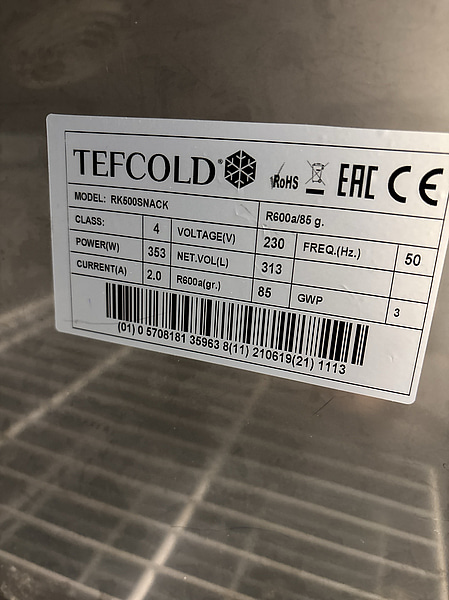 TEFCOLD® RoHS EAC CE
MODEL: RK500SNACK R600a/85 g.
CLASS: 4 VOLTAGE(V) 230 FREQ.(Hz.) 50
POWER(W) 353 NET.VOL(L) 313
CURRENT(A) 2.0 R600a(gr.) 85 GWP 3
(01) 0 5708181 35963 8(11) 210619(21) 1113